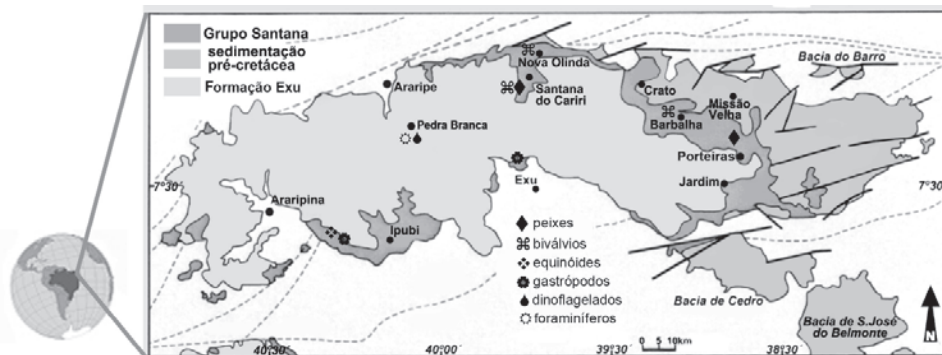 Grupo Santana
sedimentação
pré-cretácea
Formação Exu
Bacia do Barro
Nova Olinda
Araripe
Santana
do Cariri
Crato
Missão
Velha
Barbalha
Pedra Branca
Porteiras
Jardim
7°30
Exu
7°30
Araripina
Ipubi
peixes
biválvios
equinóides
gastrópodos
dinoflagelados
foraminíferos
Bacia de Cedro
Bacia de S.José
do Belmonte
40°30
40°00
39°30
0 5 10km
38°30
N